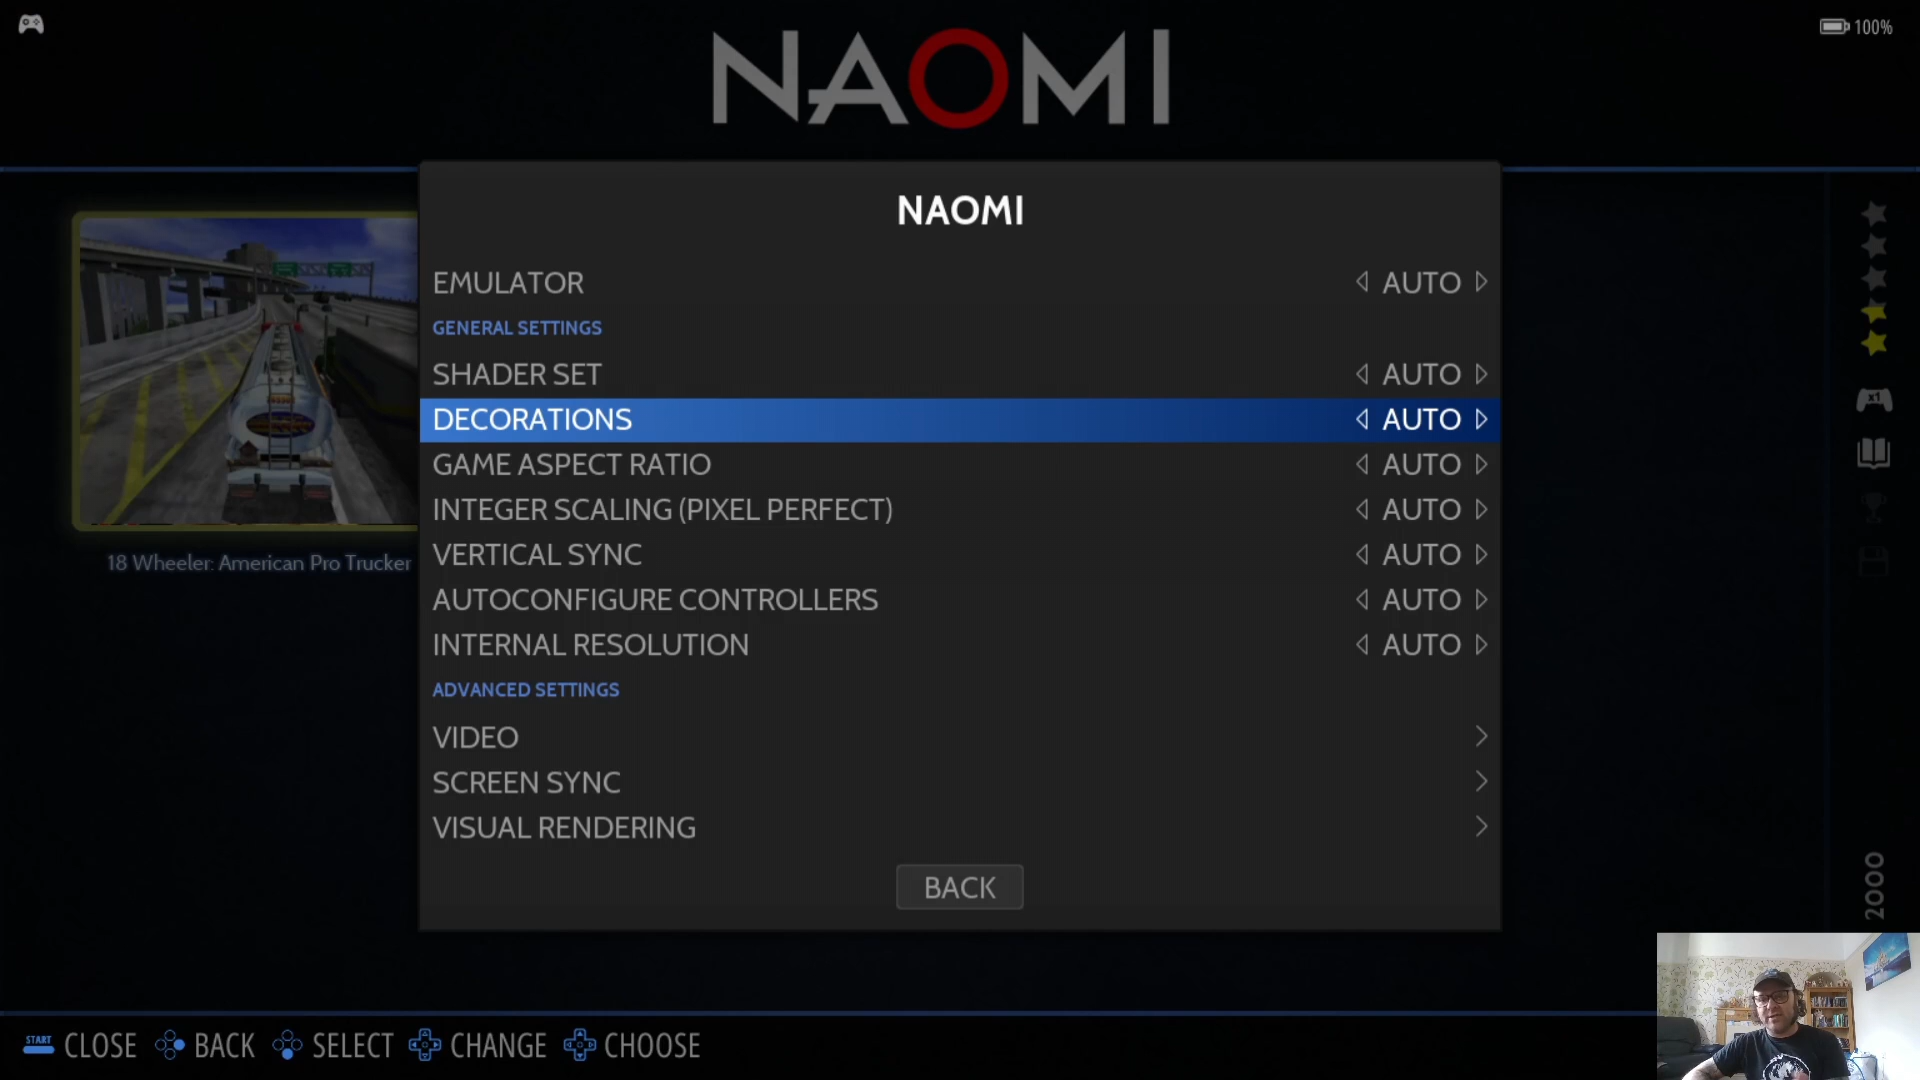 100%
NAOMI
NAOMI
EMULATOR AUTO
GENERAL SETTINGS
SHADER SET AUTO
DECORATIONS AUTO
GAME ASPECT RATIO AUTO
INTEGER SCALING (PIXEL PERFECT) AUTO
VERTICAL SYNC AUTO
AUTOCONFIGURE CONTROLLERS AUTO
INTERNAL RESOLUTION AUTO
ADVANCED SETTINGS
VIDEO
SCREEN SYNC
VISUAL RENDERING
BACK
18 Wheeler: American Pro Trucker
x1
2000
START CLOSE BACK SELECT CHANGE CHOOSE